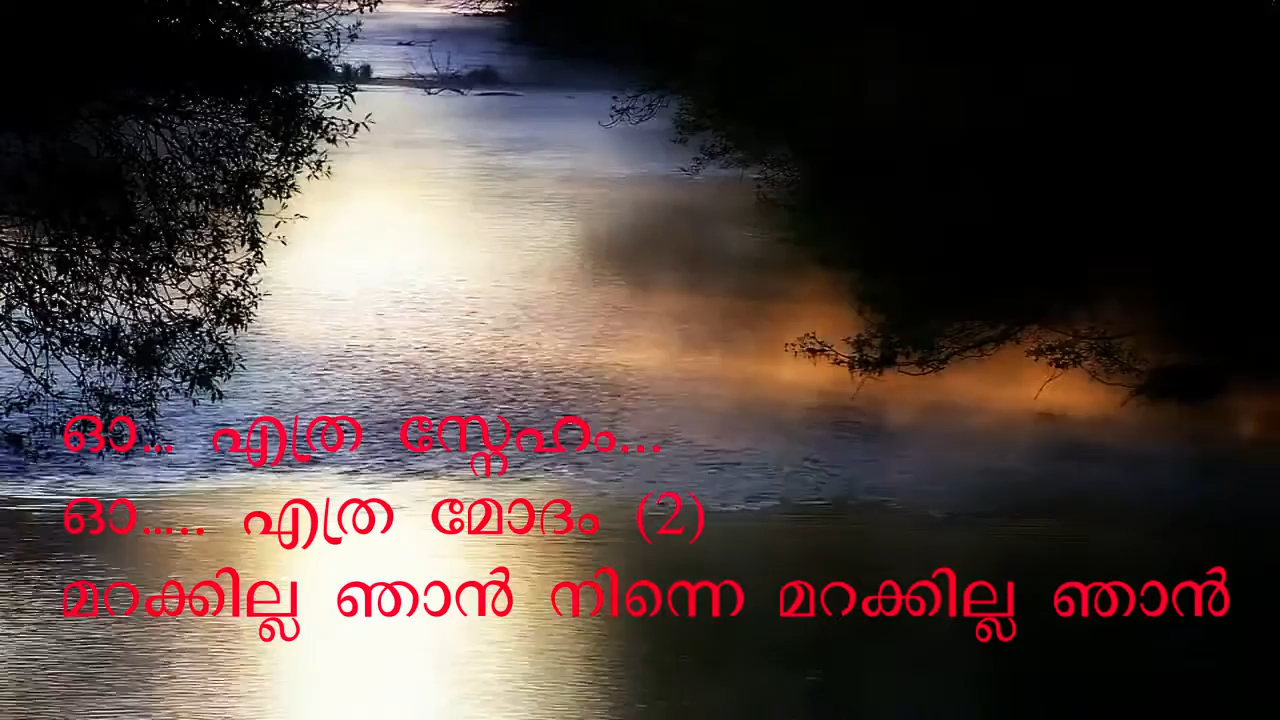 ഓ... എത്ര സ്നേഹം...
ഓ..... എത്ര മോദം (2)
മറക്കില്ല ഞാൻ നിന്നെ മറക്കില്ല ഞാൻ